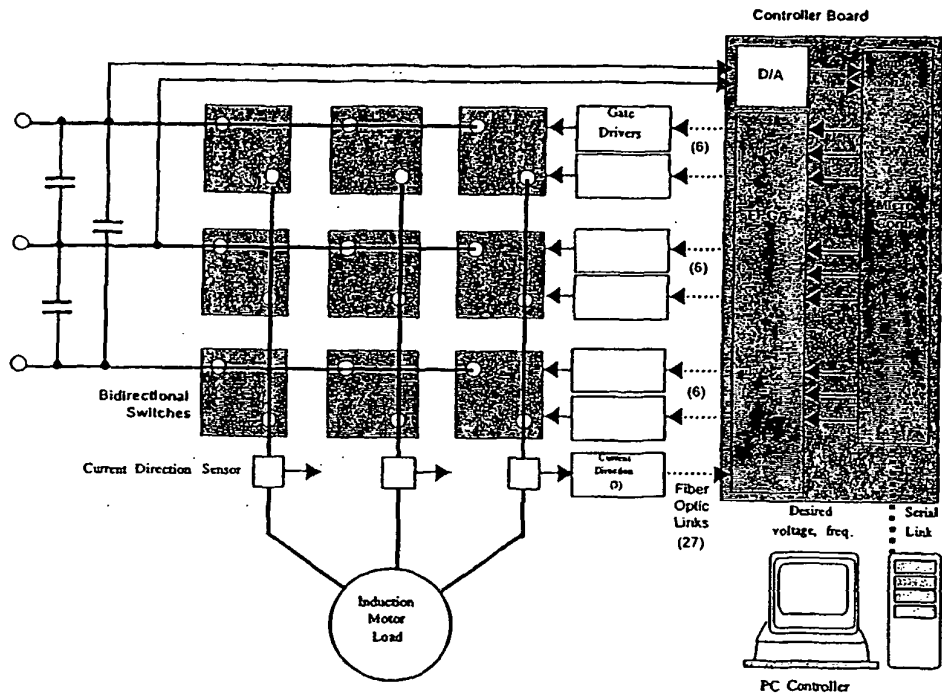 Controller Board
D/A
Gate
Drivers
(6)
(6)
(6)
Bidirectional
Switches
Current Direction Sensor
Current
Direction
(3)
Fiber
Optic
Links
(27)
Desired
voltage, freq.
Serial
Link
Induction
Motor
Load
PC Controller